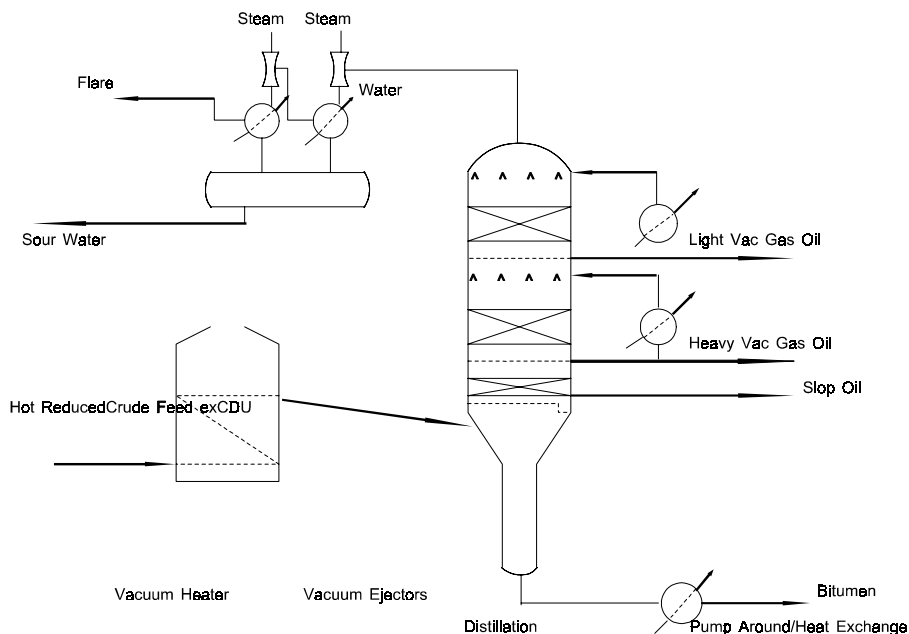 Steam Steam
Flare
Water
Sour Water
Light Vac Gas Oil
Heavy Vac Gas Oil
Slop Oil
Hot ReducedCrude Feed exCDU
Vacuum Heater
Vacuum Ejectors
Bitumen
Distillation
Pump Around/Heat Exchange